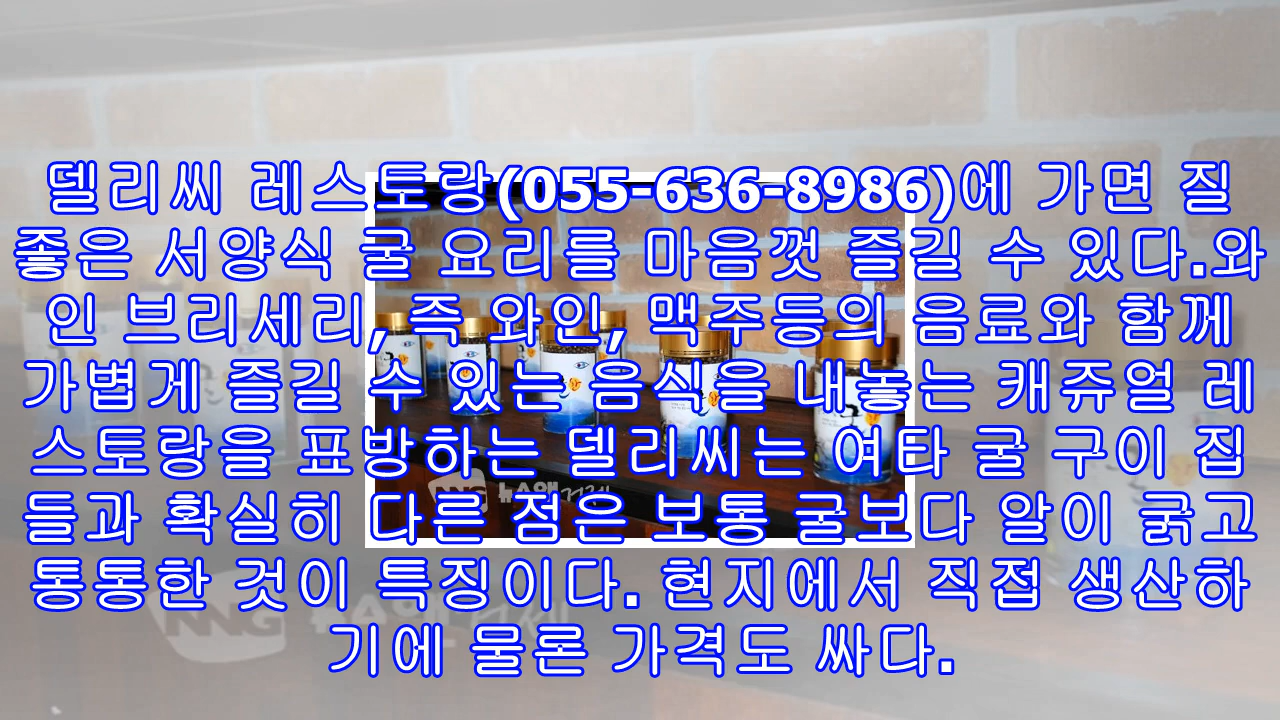 델리씨 레스토랑(055-636-8986)에 가면 질
좋은 서양식 굴 요리를 마음껏 즐길 수 있다.와
인 브리세리, 즉 와인, 맥주등의 음료와 함께
가볍게 즐길 수 있는 음식을 내놓는 캐쥬얼 레
스토랑을 표방하는 델리씨는 여타 굴 구이 집
들과 확실히 다른 점은 보통 굴보다 알이 굵고
통통한 것이 특징이다. 현지에서 직접 생산하
기에 물론 가격도 싸다.
NNG 뉴스앤거제